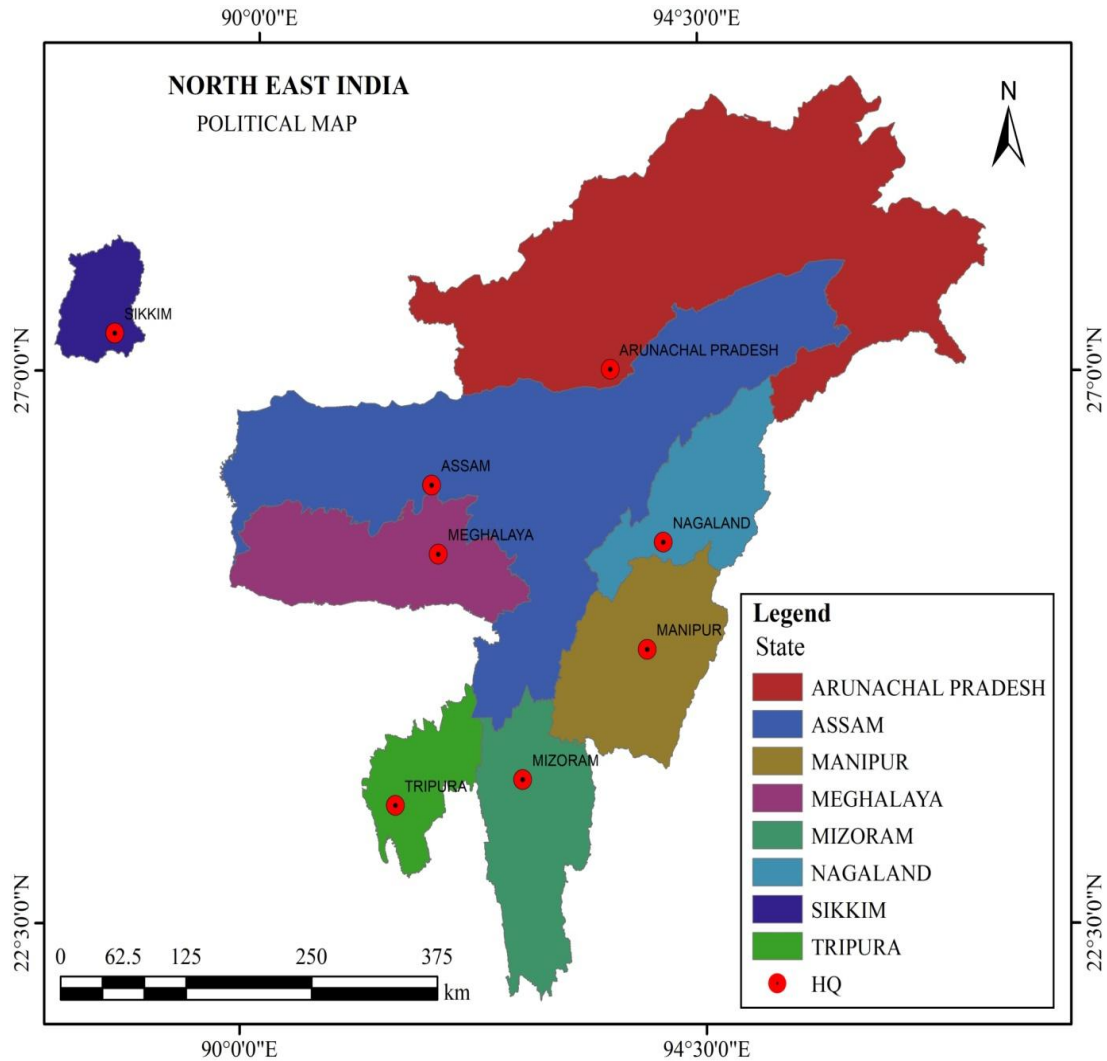 90°0'0"E
94°30'0"E
NORTH EAST INDIA
POLITICAL MAP
N
SIKKIM
ARUNACHAL PRADESH
27°0'0"N
27°0'0"N
ASSAM
MEGHALAYA
NAGALAND
MANIPUR
MIZORAM
TRIPURA
Legend
State
ARUNACHAL PRADESH
ASSAM
MANIPUR
MEGHALAYA
MIZORAM
NAGALAND
SIKKIM
TRIPURA
HQ
22°30'0"N
22°30'0"N
0 62.5 125 250 375
km
90°0'0"E
94°30'0"E